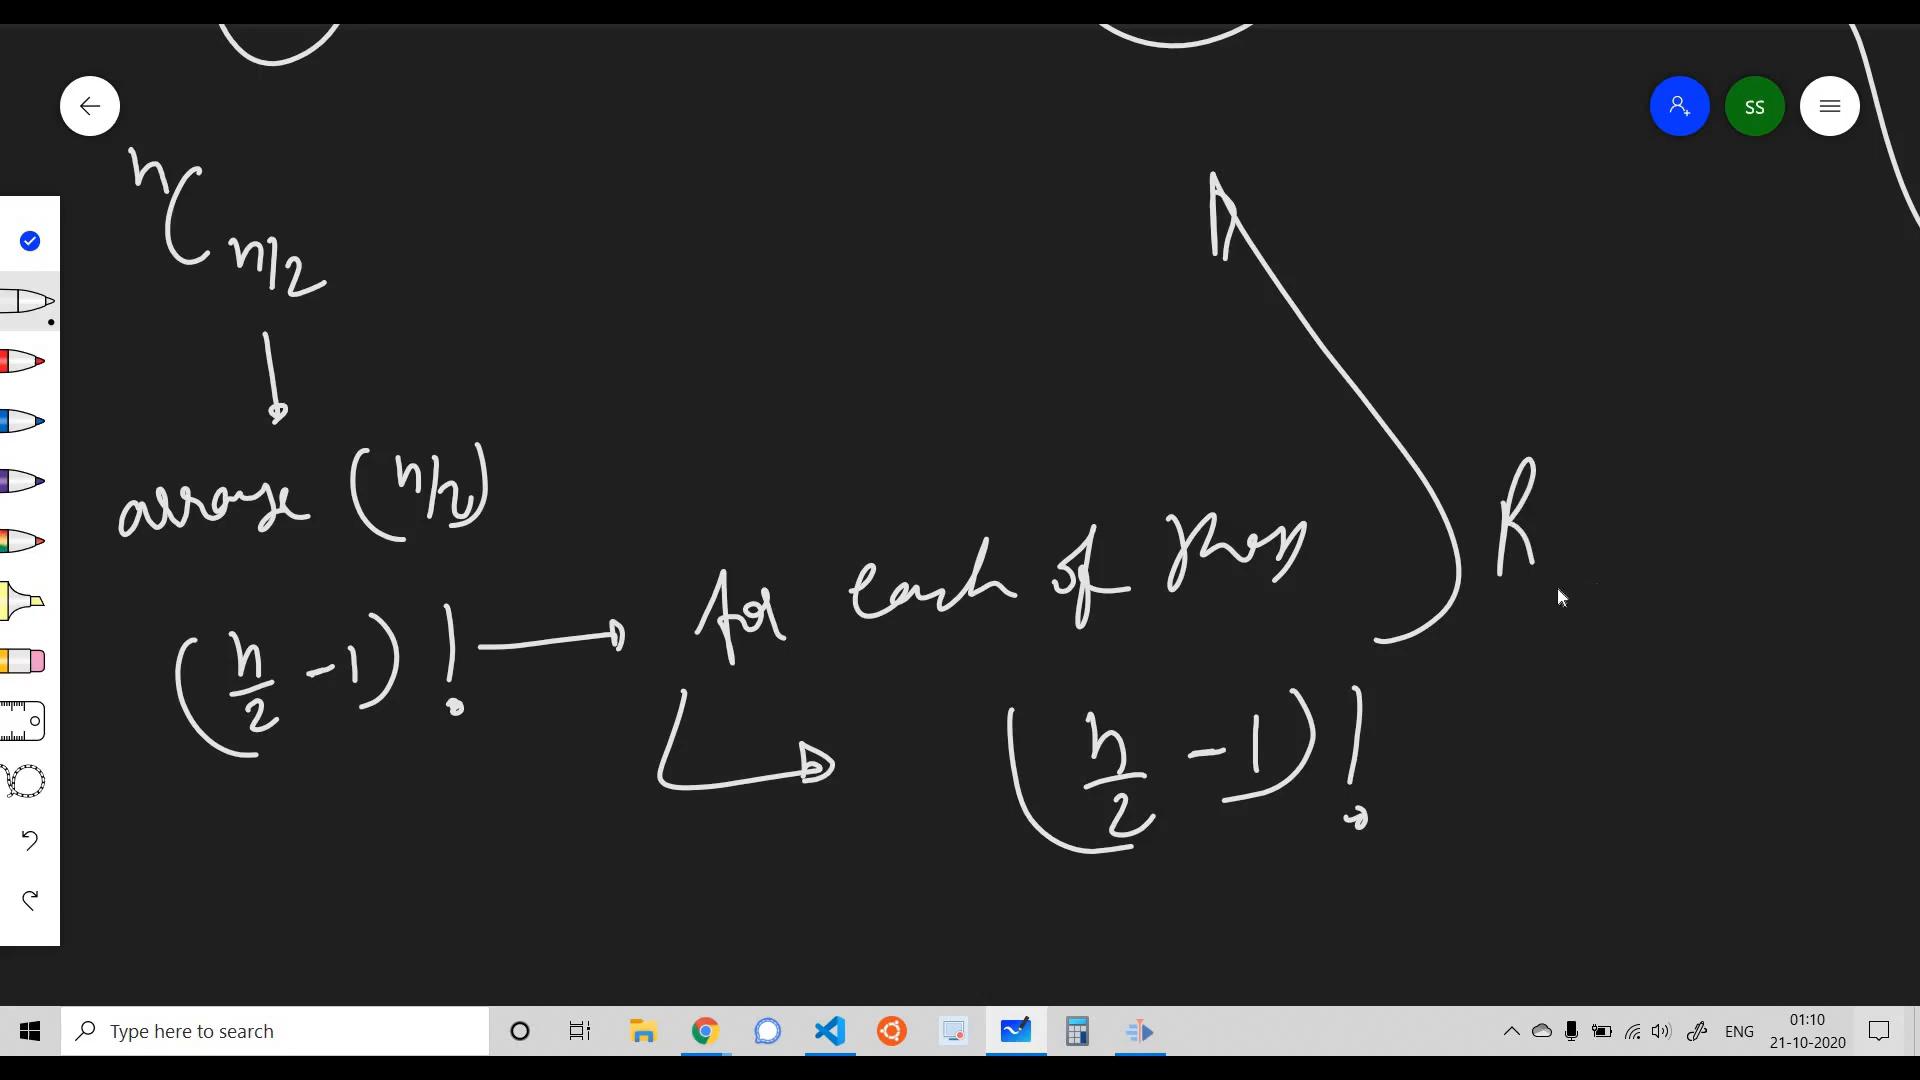 SS
nCn/2
arrange (n/2)
(n/2 -1)! → for each of these
(n/2 -1)!
R
Type here to search
ENG
01:10
21-10-2020